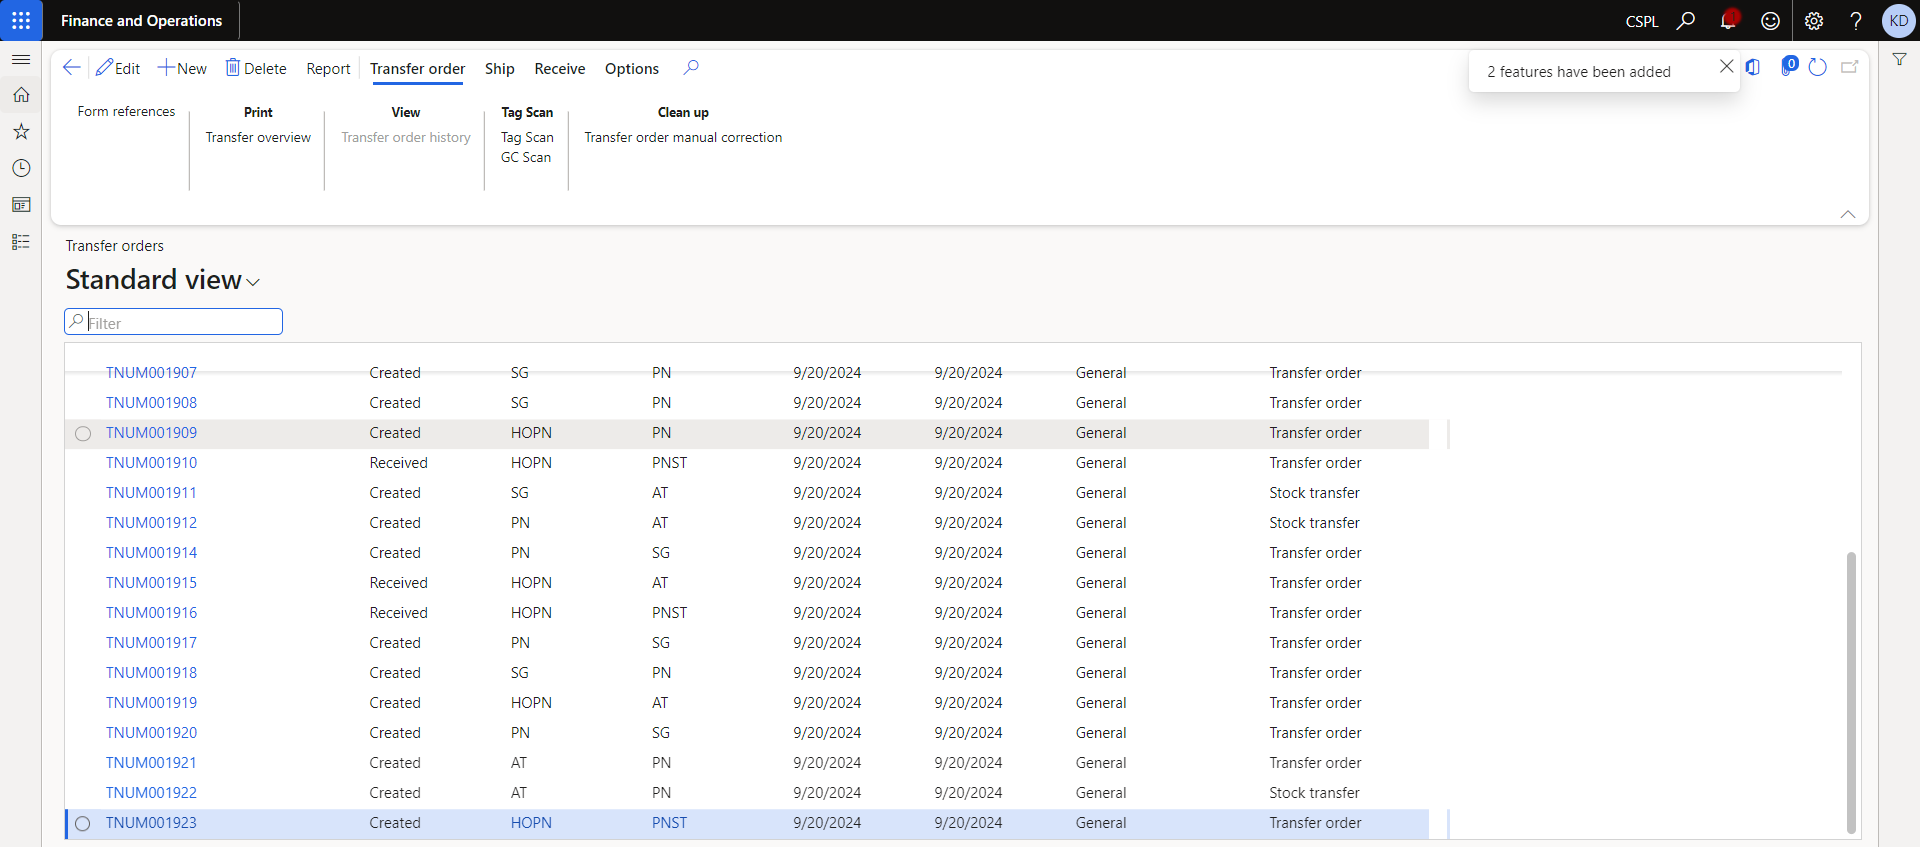 Finance and Operations
CSPL
? KD
Edit New Delete Report Transfer order Ship Receive Options
2 features have been added
0
Form references
Print
Transfer overview
View
Transfer order history
Tag Scan
Tag Scan
GC Scan
Clean up
Transfer order manual correction
Transfer orders
Standard view
Filter
TNUM001907 Created SG PN 9/20/2024 9/20/2024 General Transfer order
TNUM001908 Created SG PN 9/20/2024 9/20/2024 General Transfer order
TNUM001909 Created HOPN PN 9/20/2024 9/20/2024 General Transfer order
TNUM001910 Received HOPN PNST 9/20/2024 9/20/2024 General Transfer order
TNUM001911 Created SG AT 9/20/2024 9/20/2024 General Stock transfer
TNUM001912 Created PN AT 9/20/2024 9/20/2024 General Stock transfer
TNUM001914 Created PN SG 9/20/2024 9/20/2024 General Transfer order
TNUM001915 Received HOPN AT 9/20/2024 9/20/2024 General Transfer order
TNUM001916 Received HOPN PNST 9/20/2024 9/20/2024 General Transfer order
TNUM001917 Created PN SG 9/20/2024 9/20/2024 General Transfer order
TNUM001918 Created SG PN 9/20/2024 9/20/2024 General Transfer order
TNUM001919 Created HOPN AT 9/20/2024 9/20/2024 General Transfer order
TNUM001920 Created PN SG 9/20/2024 9/20/2024 General Transfer order
TNUM001921 Created AT PN 9/20/2024 9/20/2024 General Transfer order
TNUM001922 Created AT PN 9/20/2024 9/20/2024 General Stock transfer
TNUM001923 Created HOPN PNST 9/20/2024 9/20/2024 General Transfer order